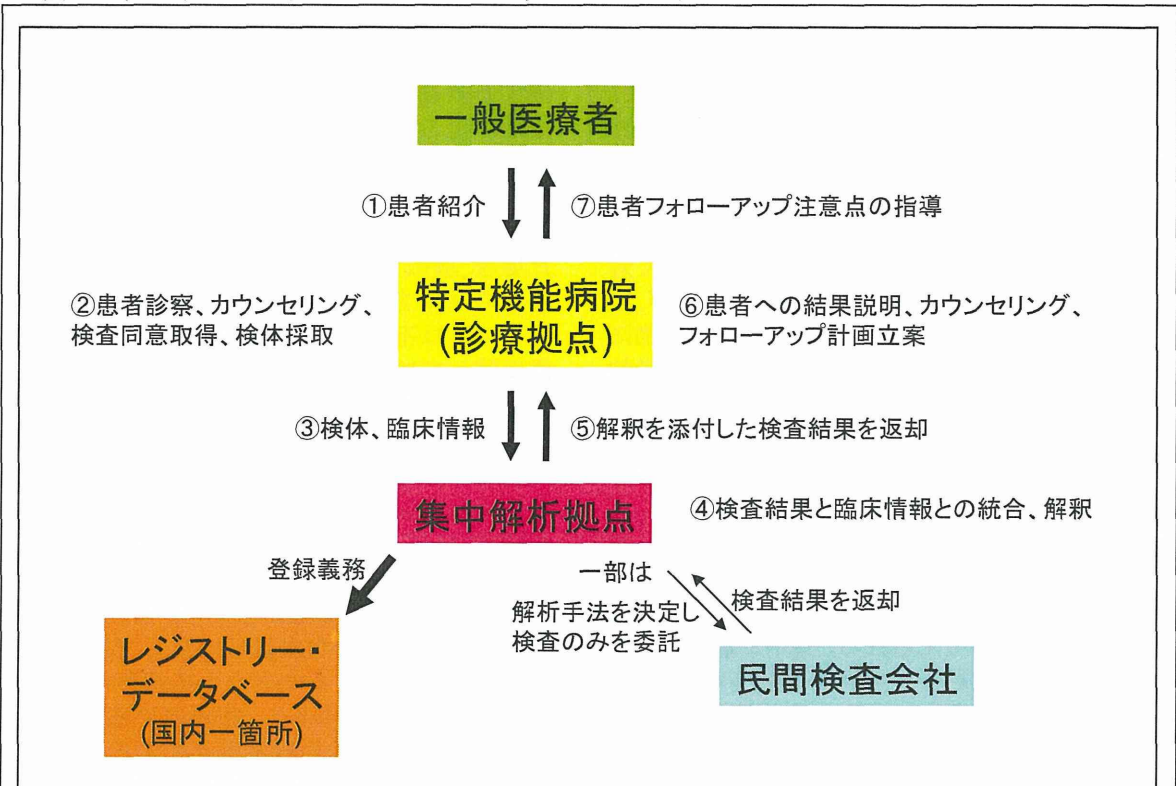 一般医療者
①患者紹介
⑦患者フォローアップ注意点の指導
②患者診察、カウンセリング、
検査同意取得、検体採取
特定機能病院
(診療拠点)
⑥患者への結果説明、カウンセリング、
フォローアップ計画立案
③検体、臨床情報
⑤解釈を添付した検査結果を返却
集中解析拠点
④検査結果と臨床情報との統合、解釈
登録義務
一部は
解析手法を決定し
検査のみを委託
検査結果を返却
レジストリー・
データベース
(国内一箇所)
民間検査会社